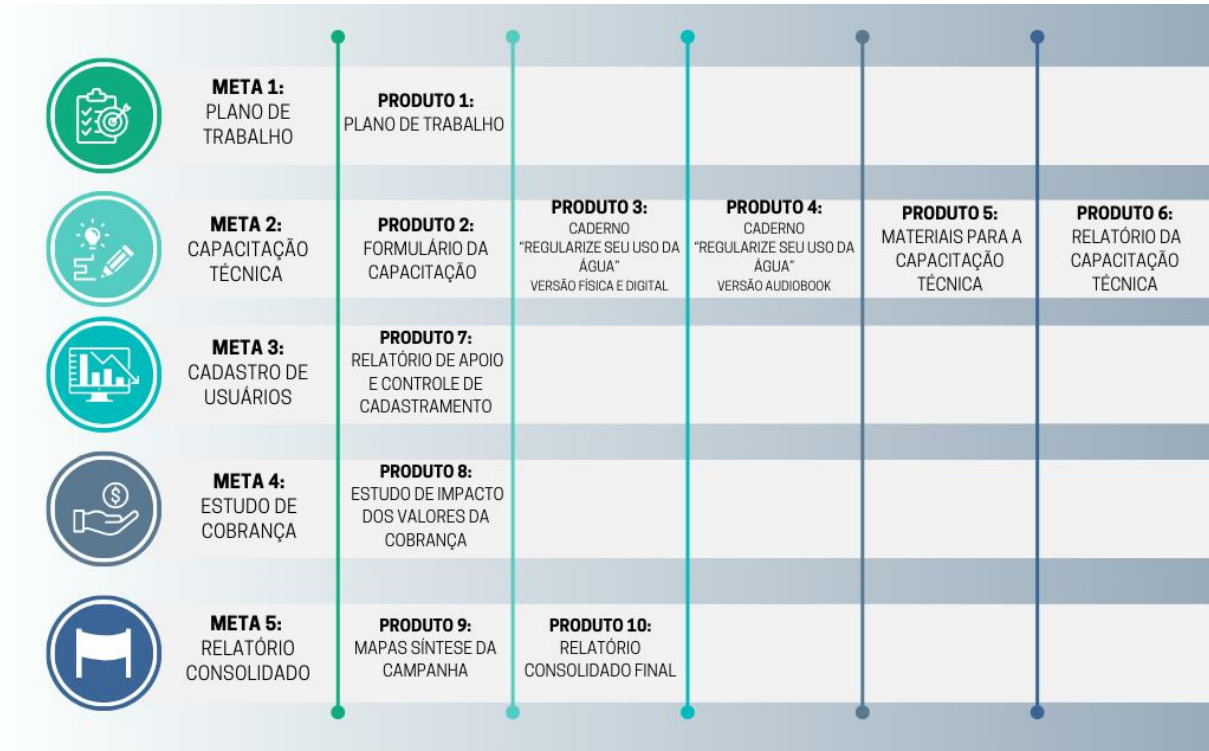 META 1:
PLANO DE
TRABALHO
PRODUTO 1:
PLANO DE TRABALHO
META 2:
CAPACITAÇÃO
TÉCNICA
PRODUTO 2:
FORMULÁRIO DA
CAPACITAÇÃO
PRODUTO 3:
CADERNO
“REGULARIZE SEU USO DA
ÁGUA”
VERSÃO FÍSICA E DIGITAL
PRODUTO 4:
CADERNO
“REGULARIZE SEU USO DA
ÁGUA”
VERSÃO AUDIOBOOK
PRODUTO 5:
MATERIAIS PARA A
CAPACITAÇÃO
TÉCNICA
PRODUTO 6:
RELATÓRIO DA
CAPACITAÇÃO
TÉCNICA
META 3:
CADASTRO DE
USUÁRIOS
PRODUTO 7:
RELATÓRIO DE APOIO
E CONTROLE DE
CADASTRAMENTO
META 4:
ESTUDO DE
COBRANÇA
PRODUTO 8:
ESTUDO DE IMPACTO
DOS VALORES DA
COBRANÇA
META 5:
RELATÓRIO
CONSOLIDADO
PRODUTO 9:
MAPAS SÍNTESE DA
CAMPANHA
PRODUTO 10:
RELATÓRIO
CONSOLIDADO FINAL